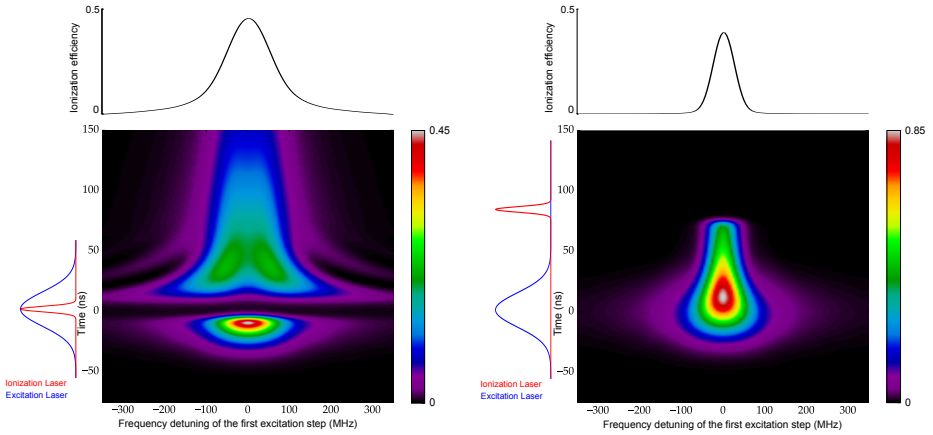 0.5
Ionization efficiency
0
150
100
50
0
−50
Time (ns)
0.45
0
Ionization Laser
Excitation Laser
−300 −200 −100 0 100 200 300
Frequency detuning of the first excitation step (MHz)
0.5
Ionization efficiency
0
150
100
50
0
−50
Time (ns)
0.85
0
Ionization Laser
Excitation Laser
−300 −200 −100 0 100 200 300
Frequency detuning of the first excitation step (MHz)